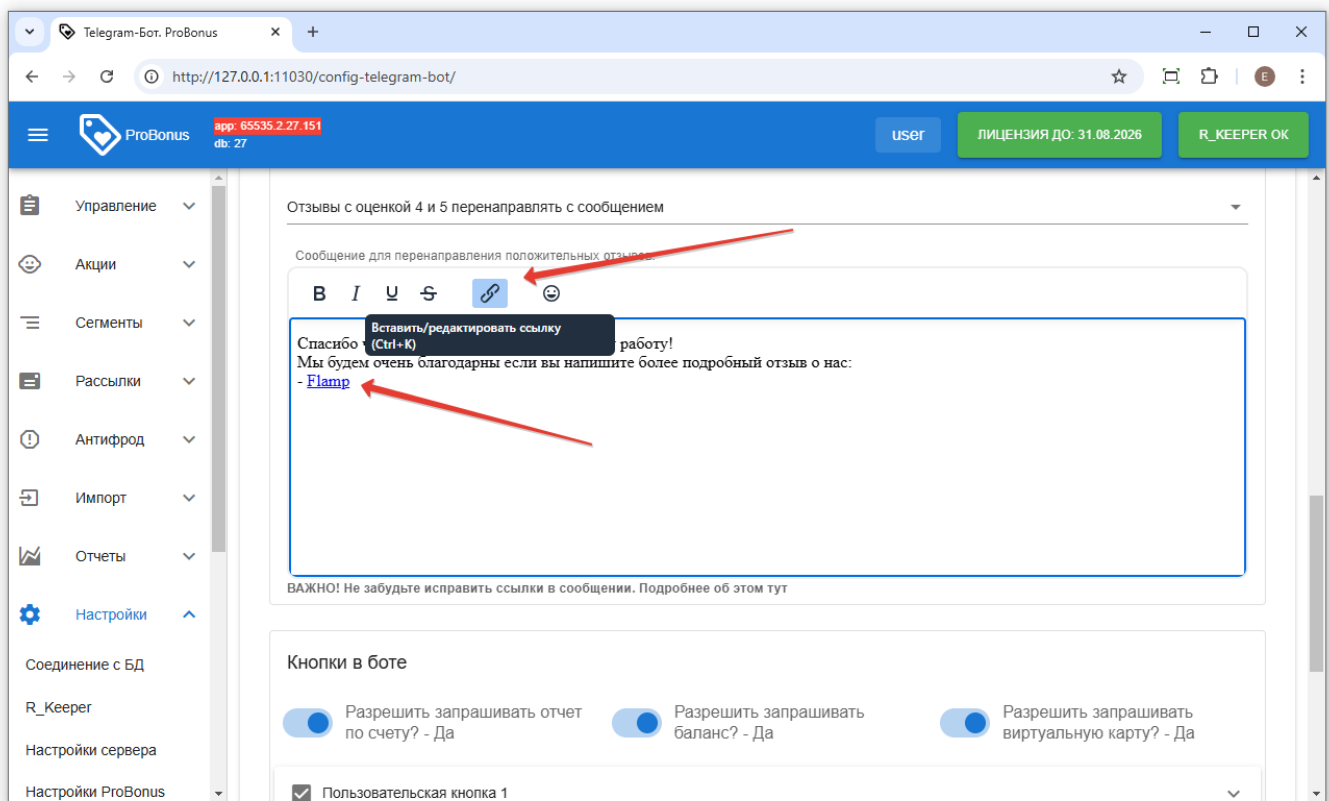 Telegram-Бот. ProBonus
http://127.0.0.1:11030/config-telegram-bot/
E
ProBonus
app: 65535.2.27.151
db: 27
user
ЛИЦЕНЗИЯ ДО: 31.08.2026
R_KEEPER OK
Управление
Акции
Сегменты
Рассылки
Антифрод
Импорт
Отчеты
Настройки
Соединение с БД
R_Keeper
Настройки сервера
Настройки ProBonus
Отзывы с оценкой 4 и 5 перенаправлять с сообщением
Сообщение для перенаправления положительных отзывов:
B I U S
Вставить/редактировать ссылку
(Ctrl+K)
Спасибо работу!
Мы будем очень благодарны если вы напишите более подробный отзыв о нас:
- Flamp
ВАЖНО! Не забудьте исправить ссылки в сообщении. Подробнее об этом тут
Кнопки в боте
Разрешить запрашивать отчет
по счету? - Да
Разрешить запрашивать
баланс? - Да
Разрешить запрашивать
виртуальную карту? - Да
Пользовательская кнопка 1